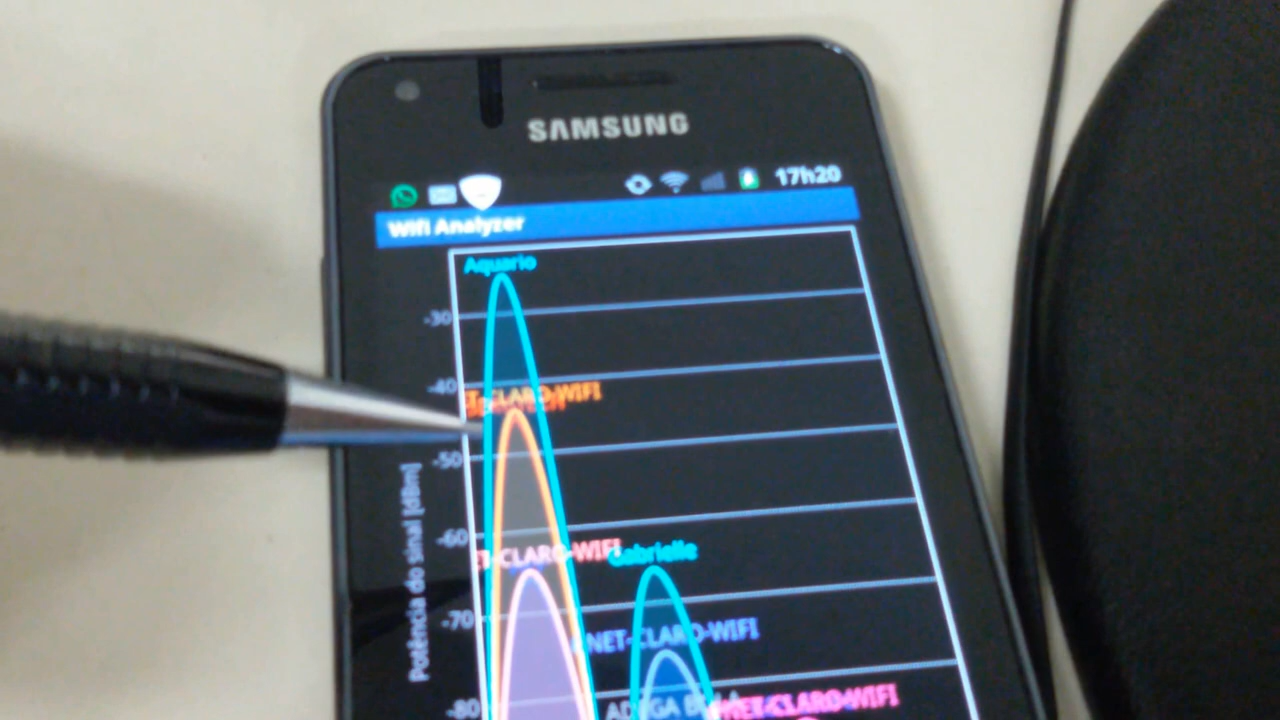 SAMSUNG
17h20
Wifi Analyzer
Aquario
-30
-40
T-CLARO-WIFI
-50
Potência do sinal [dBm]
-60
ET-CLARO-WIFI
Gabrielle
-70
NET-CLARO-WIFI
-80
NET-CLARO-WIFI